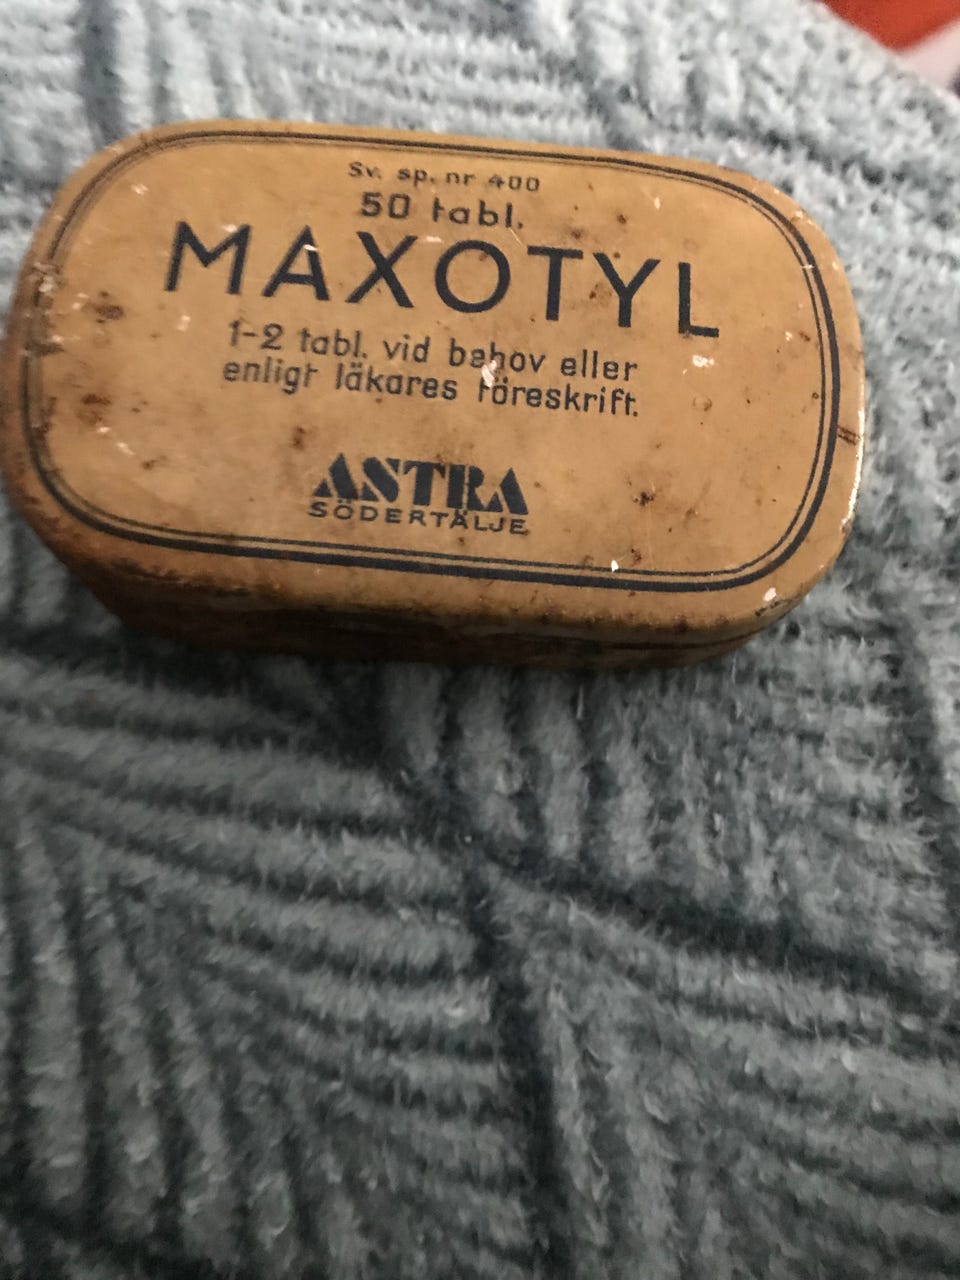 Sv. sp. nr 400
50 tabl.
MAXOTYL
1-2 tabl. vid behov eller
enligt läkares föreskrift.
ASTRA
SÖDERTÄLJE